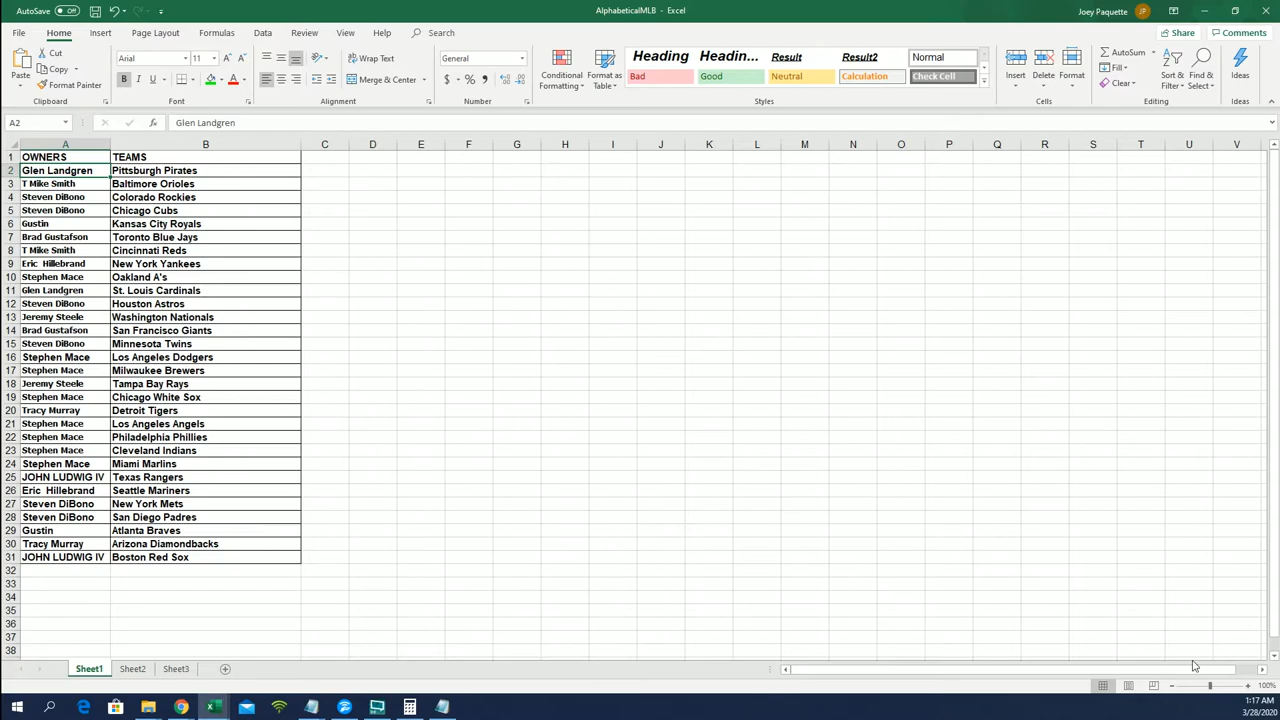 AutoSave Off AlphabeticalMLB - Excel Joey Paquette JP
File Home Insert Page Layout Formulas Data Review View Help Search Share Comments
Paste Cut Copy Format Painter Clipboard
Arial 11 A A B I U A Font
Wrap Text Merge & Center Alignment
General $ % , Number
Conditional Formatting Format as Table
Heading Headin... Result Result2 Normal
Bad Good Neutral Calculation Check Cell
Styles
Insert Delete Format Cells
AutoSum Fill Clear Sort & Filter Find & Select Editing
Ideas Ideas
A2 fx Glen Landgren
A B C D E F G H I J K L M N O P Q R S T U V
1 OWNERS TEAMS
2 Glen Landgren Pittsburgh Pirates
3 T Mike Smith Baltimore Orioles
4 Steven DiBono Colorado Rockies
5 Steven DiBono Chicago Cubs
6 Gustin Kansas City Royals
7 Brad Gustafson Toronto Blue Jays
8 T Mike Smith Cincinnati Reds
9 Eric Hillebrand New York Yankees
10 Stephen Mace Oakland A's
11 Glen Landgren St. Louis Cardinals
12 Steven DiBono Houston Astros
13 Jeremy Steele Washington Nationals
14 Brad Gustafson San Francisco Giants
15 Steven DiBono Minnesota Twins
16 Stephen Mace Los Angeles Dodgers
17 Stephen Mace Milwaukee Brewers
18 Jeremy Steele Tampa Bay Rays
19 Stephen Mace Chicago White Sox
20 Tracy Murray Detroit Tigers
21 Stephen Mace Los Angeles Angels
22 Stephen Mace Philadelphia Phillies
23 Stephen Mace Cleveland Indians
24 Stephen Mace Miami Marlins
25 JOHN LUDWIG IV Texas Rangers
26 Eric Hillebrand Seattle Mariners
27 Steven DiBono New York Mets
28 Steven DiBono San Diego Padres
29 Gustin Atlanta Braves
30 Tracy Murray Arizona Diamondbacks
31 JOHN LUDWIG IV Boston Red Sox
32
33
34
35
36
37
38
Sheet1 Sheet2 Sheet3
100%
1:17 AM
3/28/2020